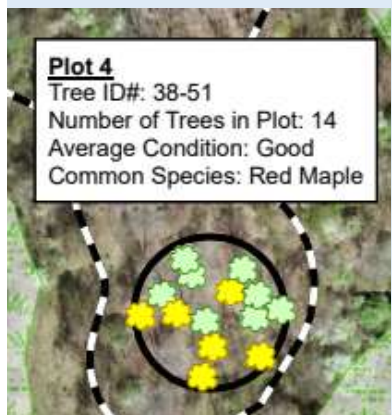 Plot 4
Tree ID#: 38-51
Number of Trees in Plot: 14
Average Condition: Good
Common Species: Red Maple